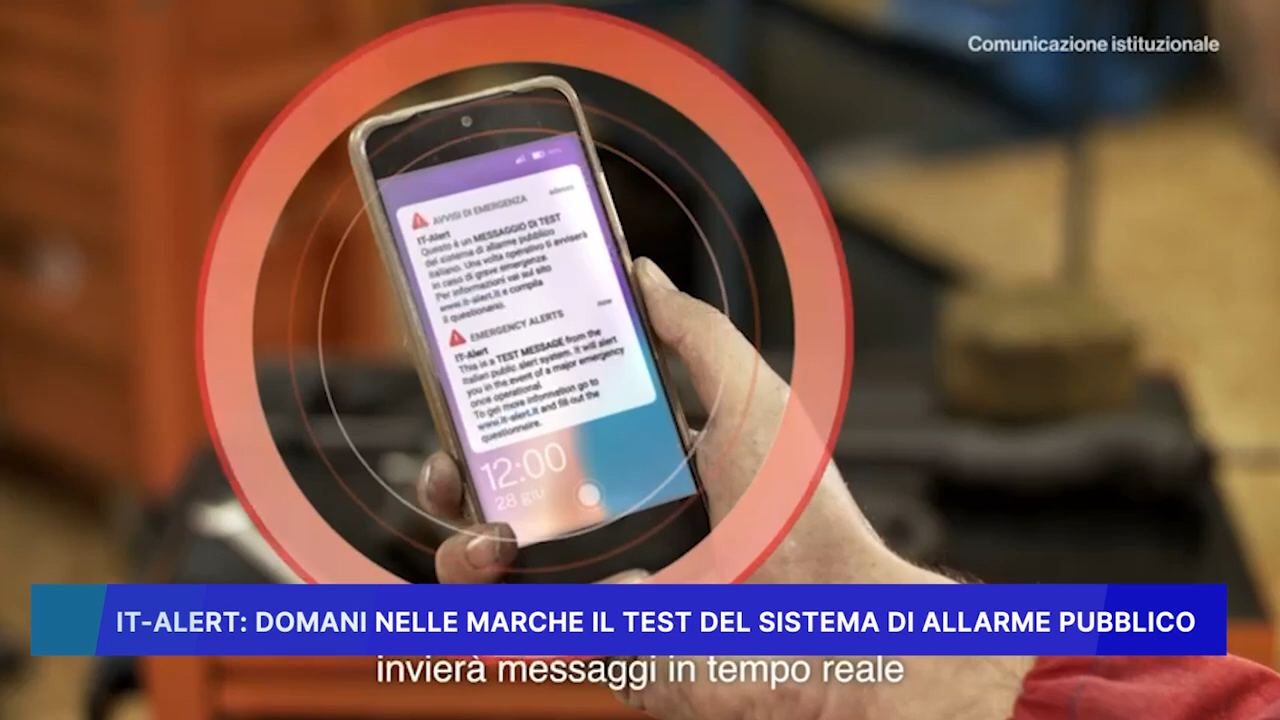 Comunicazione istituzionale
AVVISI DI EMERGENZA
IT-Alert
Questo è un MESSAGGIO DI TEST
del sistema di allarme pubblico
italiano. Una volta operativo ti avviserà
in caso di grave emergenza.
Per informazioni vai sul sito
www.it-alert.it e compila
il questionario.
now
EMERGENCY ALERTS
IT-Alert
This is a TEST MESSAGE from the
Italian public alert system. It will alert
you in the event of a major emergency
once operational.
To get more information go to
www.it-alert.it and fill out the
questionnaire.
12:00
28 giu
IT-ALERT: DOMANI NELLE MARCHE IL TEST DEL SISTEMA DI ALLARME PUBBLICO
invierà messaggi in tempo reale